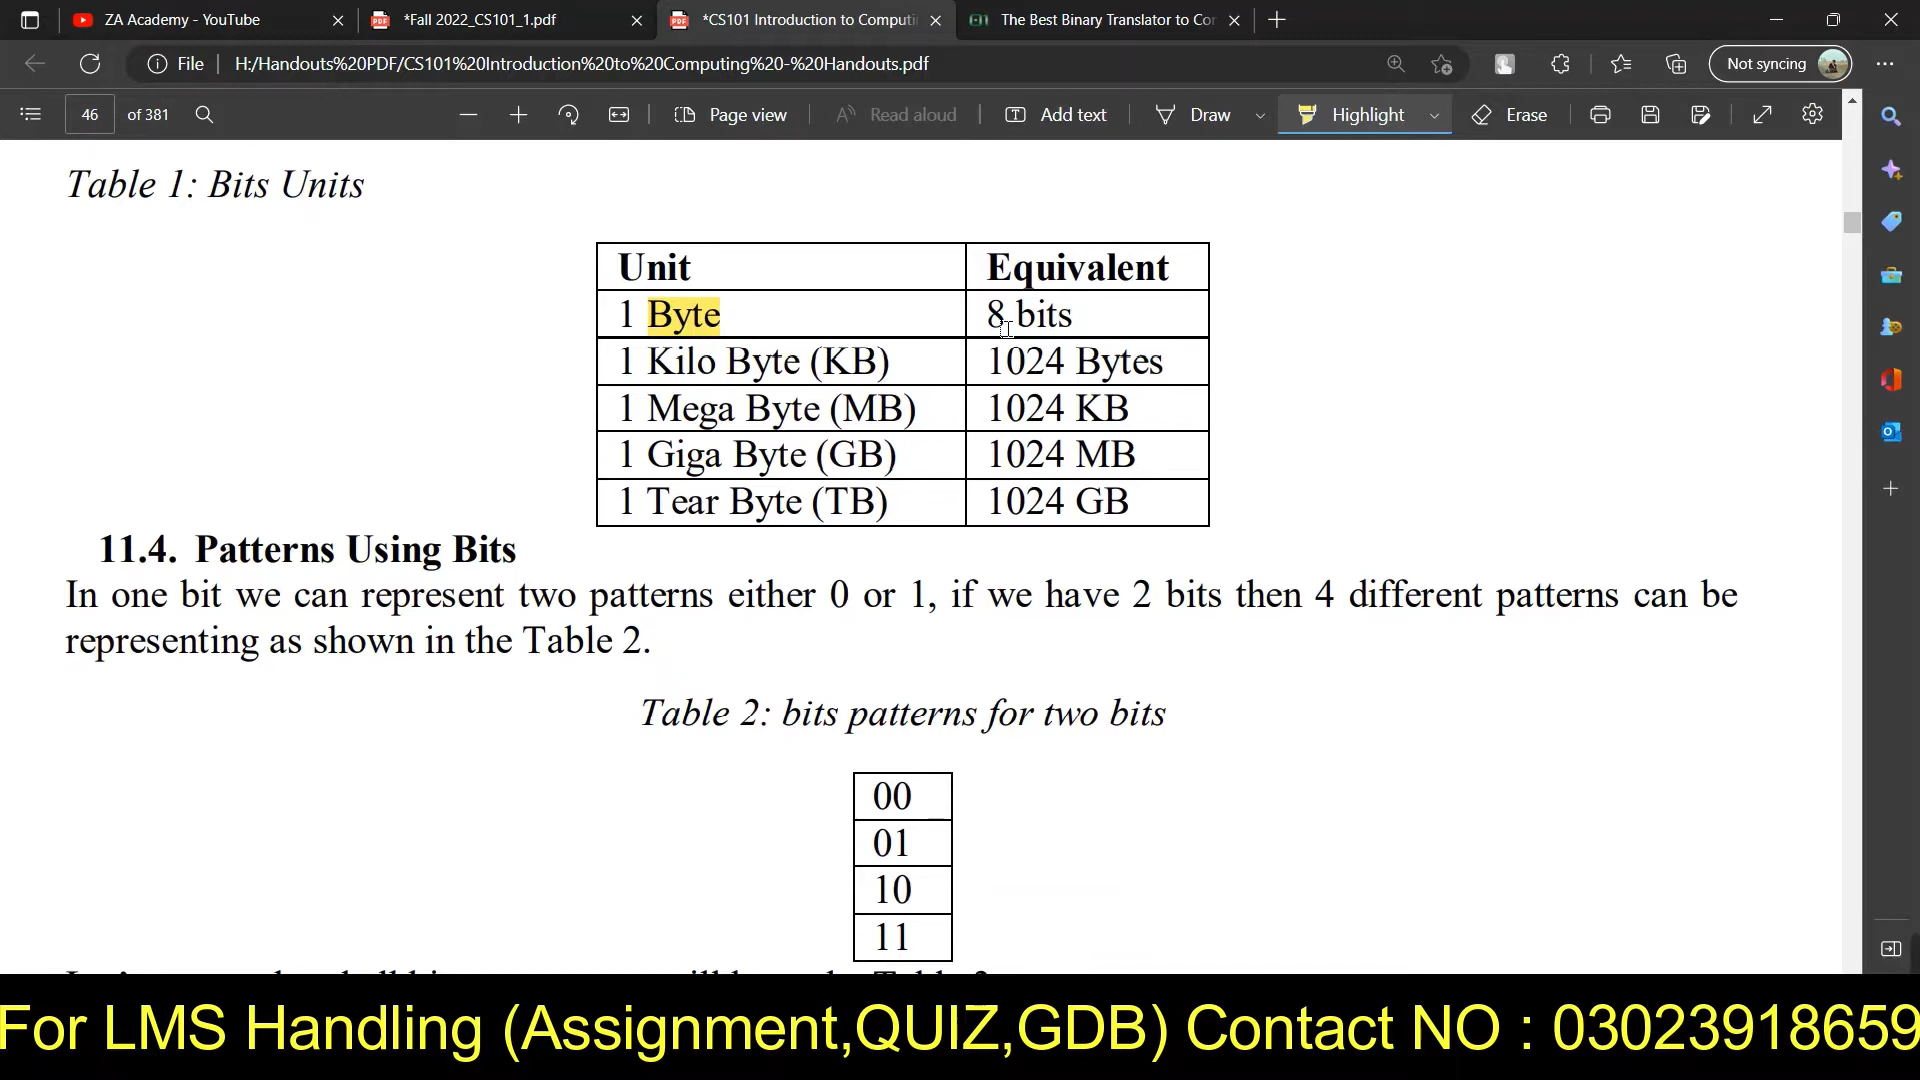 ZA Academy - YouTube
*Fall 2022_CS101_1.pdf
*CS101 Introduction to Computi
The Best Binary Translator to Co
File
H:/Handouts%20PDF/CS101%20Introduction%20to%20Computing%20-%20Handouts.pdf
Not syncing
46 of 381
Page view
Read aloud
Add text
Draw
Highlight
Erase
Table 1: Bits Units
Unit Equivalent
1 Byte 8 bits
1 Kilo Byte (KB) 1024 Bytes
1 Mega Byte (MB) 1024 KB
1 Giga Byte (GB) 1024 MB
1 Tear Byte (TB) 1024 GB
11.4. Patterns Using Bits
In one bit we can represent two patterns either 0 or 1, if we have 2 bits then 4 different patterns can be
representing as shown in the Table 2.
Table 2: bits patterns for two bits
00
01
10
11
For LMS Handling (Assignment,QUIZ,GDB) Contact NO : 03023918659